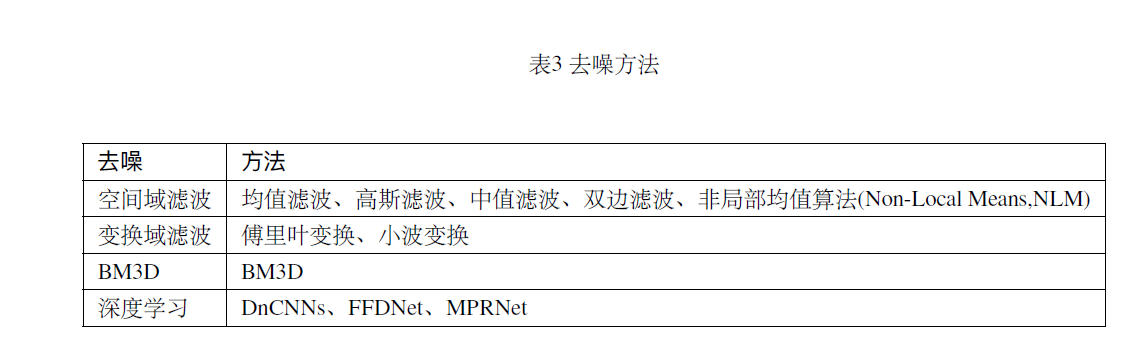 表3 去噪方法
去噪 方法
空间域滤波 均值滤波、高斯滤波、中值滤波、双边滤波、非局部均值算法(Non-Local Means,NLM)
变换域滤波 傅里叶变换、小波变换
BM3D BM3D
深度学习 DnCNNs、FFDNet、MPRNet